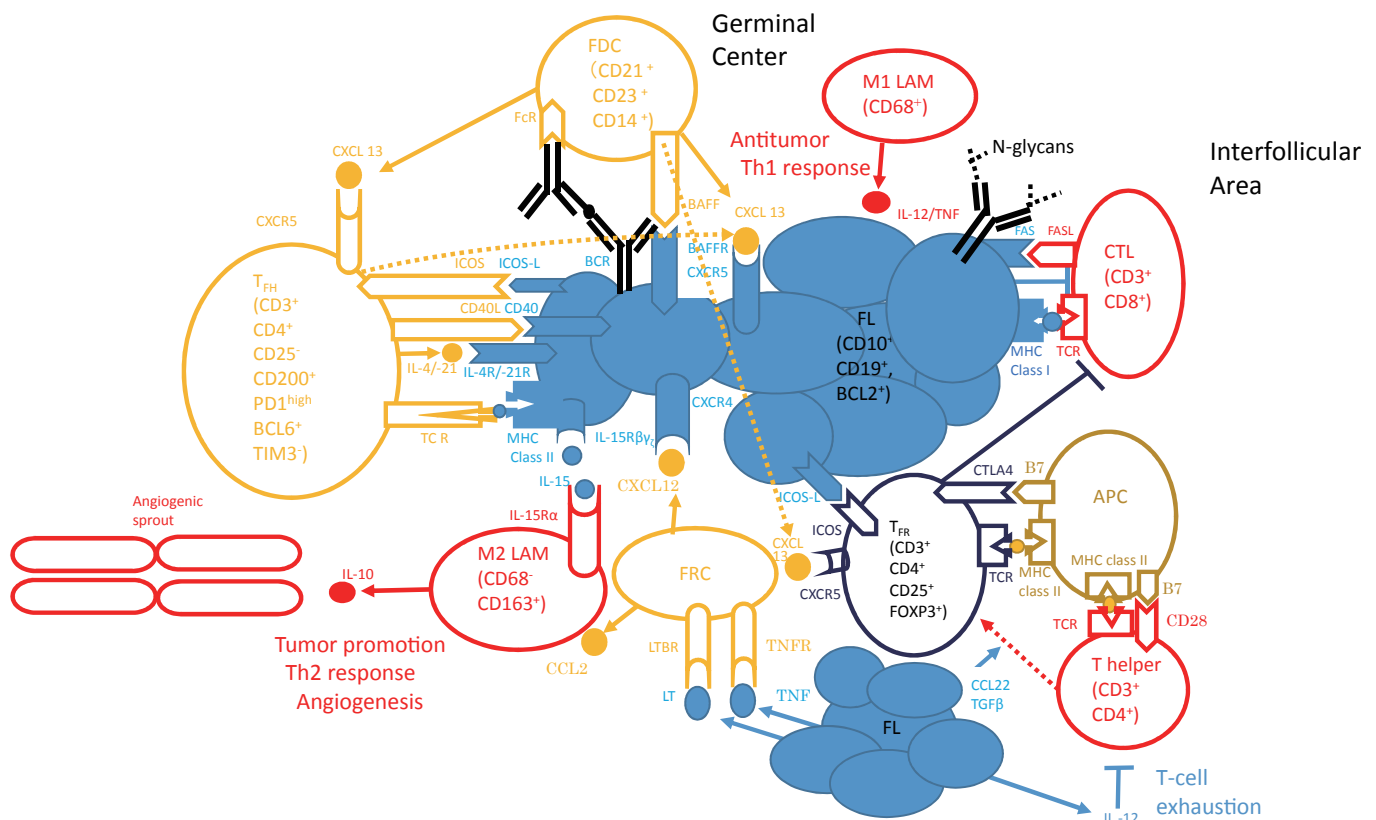 Germinal
Center
FDC
(CD21⁺
CD23⁺
CD14⁺)
FcR
CXCL 13
CXCR5
M1 LAM
(CD68⁺)
Antitumor
Th1 response
N-glycans
Interfollicular
Area
BAFF
CXCL 13
IL-12/TNF
FAS
FASL
CTL
(CD3⁺
CD8⁺)
ICOS
ICOS-L
BCR
BAFFR
CXCR5
T_FH
(CD3⁺
CD4⁺
CD25⁻
CD200⁺
PD1ʰⁱᵍʰ
BCL6⁺
TIM3⁻)
CD40L
CD40
IL-4/-21
IL-4R/-21R
FL
(CD10⁺
CD19⁺,
BCL2⁺)
MHC
Class I
TCR
TC R
MHC
Class II
IL-15Rβγζ
CXCR4
IL-15
CXCL12
ICOS-L
CTLA4
B7
APC
Angiogenic
sprout
IL-15Rα
ICOS
CXCL
13
CXCR5
T_FR
(CD3⁺
CD4⁺
CD25⁺
FOXP3⁺)
TCR
MHC
class II
MHC class II
B7
IL-10
M2 LAM
(CD68⁻
CD163⁺)
FRC
TCR
CD28
Tumor promotion
Th2 response
Angiogenesis
CCL2
LTBR
TNFR
LT
TNF
FL
CCL22
TGFβ
T helper
(CD3⁺
CD4⁺)
T-cell
exhaustion
IL-12